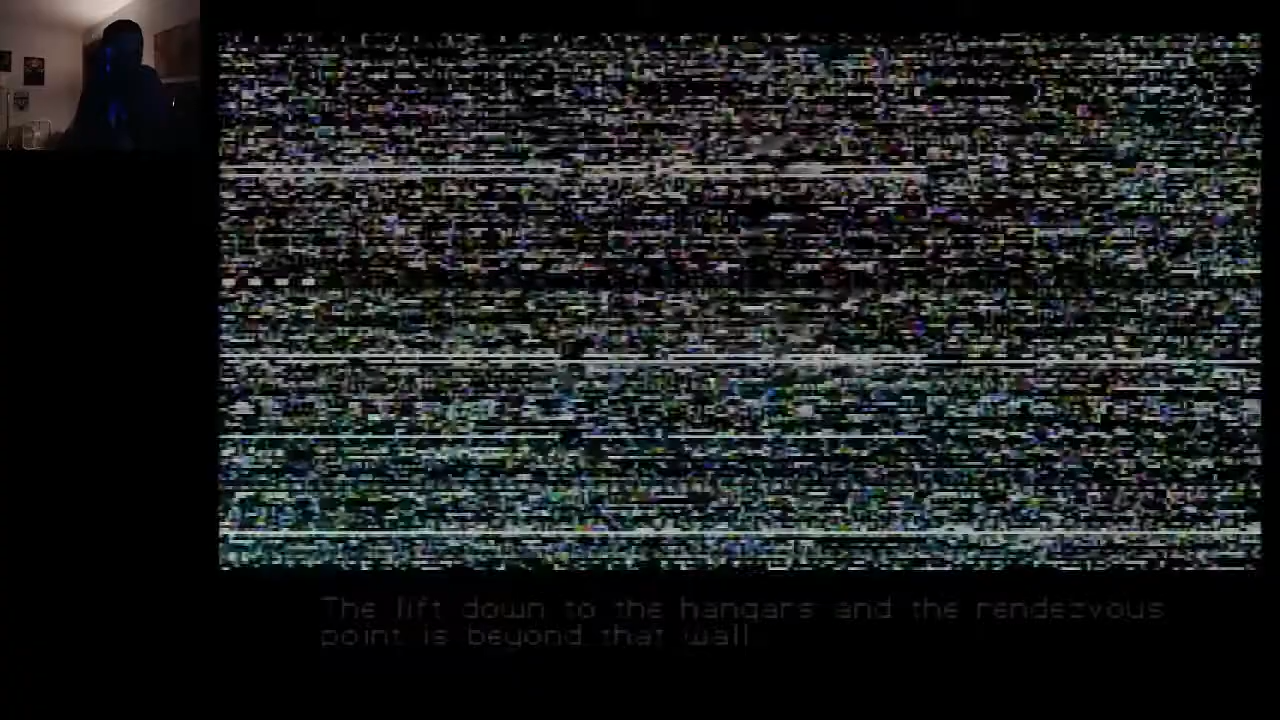 The lift down to the hangars and the rendezvous
point is beyond that wall.